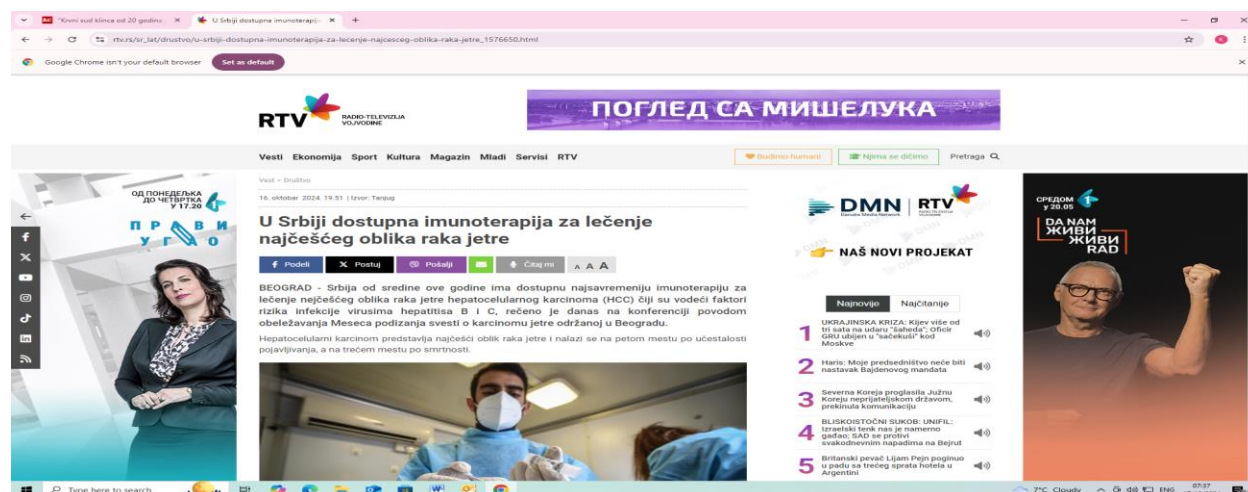 "Krvni sud klinca od 20 godina
U Srbiji dostupna imunoterapij
rtv.rs/sr_lat/drustvo/u-srbiji-dostupna-imunoterapija-za-lecenje-najcesceg-oblika-raka-jetre_1576650.html
Google Chrome isn't your default browser
Set as default
RTV
RADIO-TELEVIZIJA
VOJVODINE
ПОГЛЕД СА МИШЕЛУКА
Vesti Ekonomija Sport Kultura Magazin Mladi Servisi RTV
Budimo humani
Njima se dičimo
Pretraga
ОД ПОНЕДЕЉКА
ДО ЧЕТВРТКА
У 17.20
1
ПРАВИ
УГАО
Vesti - Društvo
16. oktobar 2024 19.51 | Izvor: Tanjug
U Srbiji dostupna imunoterapija za lečenje
najčešćeg oblika raka jetre
Podeli
Postuj
Pošalji
Čitaj mi
A A A
BEOGRAD - Srbija od sredine ove godine ima dostupnu najsavremeniju imunoterapiju za
lečenje nejčešćeg oblika raka jetre hepatocelularnog karcinoma (HCC) čiji su vodeći faktori
rizika infekcije virusima hepatitisa B i C, rečeno je danas na konferenciji povodom
obeležavanja Meseca podizanja svesti o karcinomu jetre održanoj u Beogradu.
Hepatocelularni karcinom predstavlja najčešći oblik raka jetre i nalazi se na petom mestu po učestalosti
pojavljivanja, a na trećem mestu po smrtnosti.
DMN
Danube Media Network
RTV
NAŠ NOVI PROJEKAT
DMN
Najnovije
Najčitanije
1
UKRAJINSKA KRIZA: Kijev više od
tri sata na udaru "šaheda"; Oficir
GRU ubijen u "sačekuši" kod
Moskve
2
Haris: Moje predsedništvo neće biti
nastavak Bajdenovog mandata
3
Severna Koreja proglasila Južnu
Koreju neprijateljskom državom,
prekinula komunikaciju
4
BLISKOISTOČNI SUKOB: UNIFIL:
Izraelski tenk nas je namerno
gađao; SAD se protivi
svakodnevnim napadima na Bejrut
5
Britanski pevač Lijam Pejn poginuo
u padu sa trećeg sprata hotela u
Argentini
СРЕДОМ
у 20.05
1
DA NAM
ЖИВИ
ЖИВИ
RAD
Type here to search
7°C Cloudy
ENG
07:37